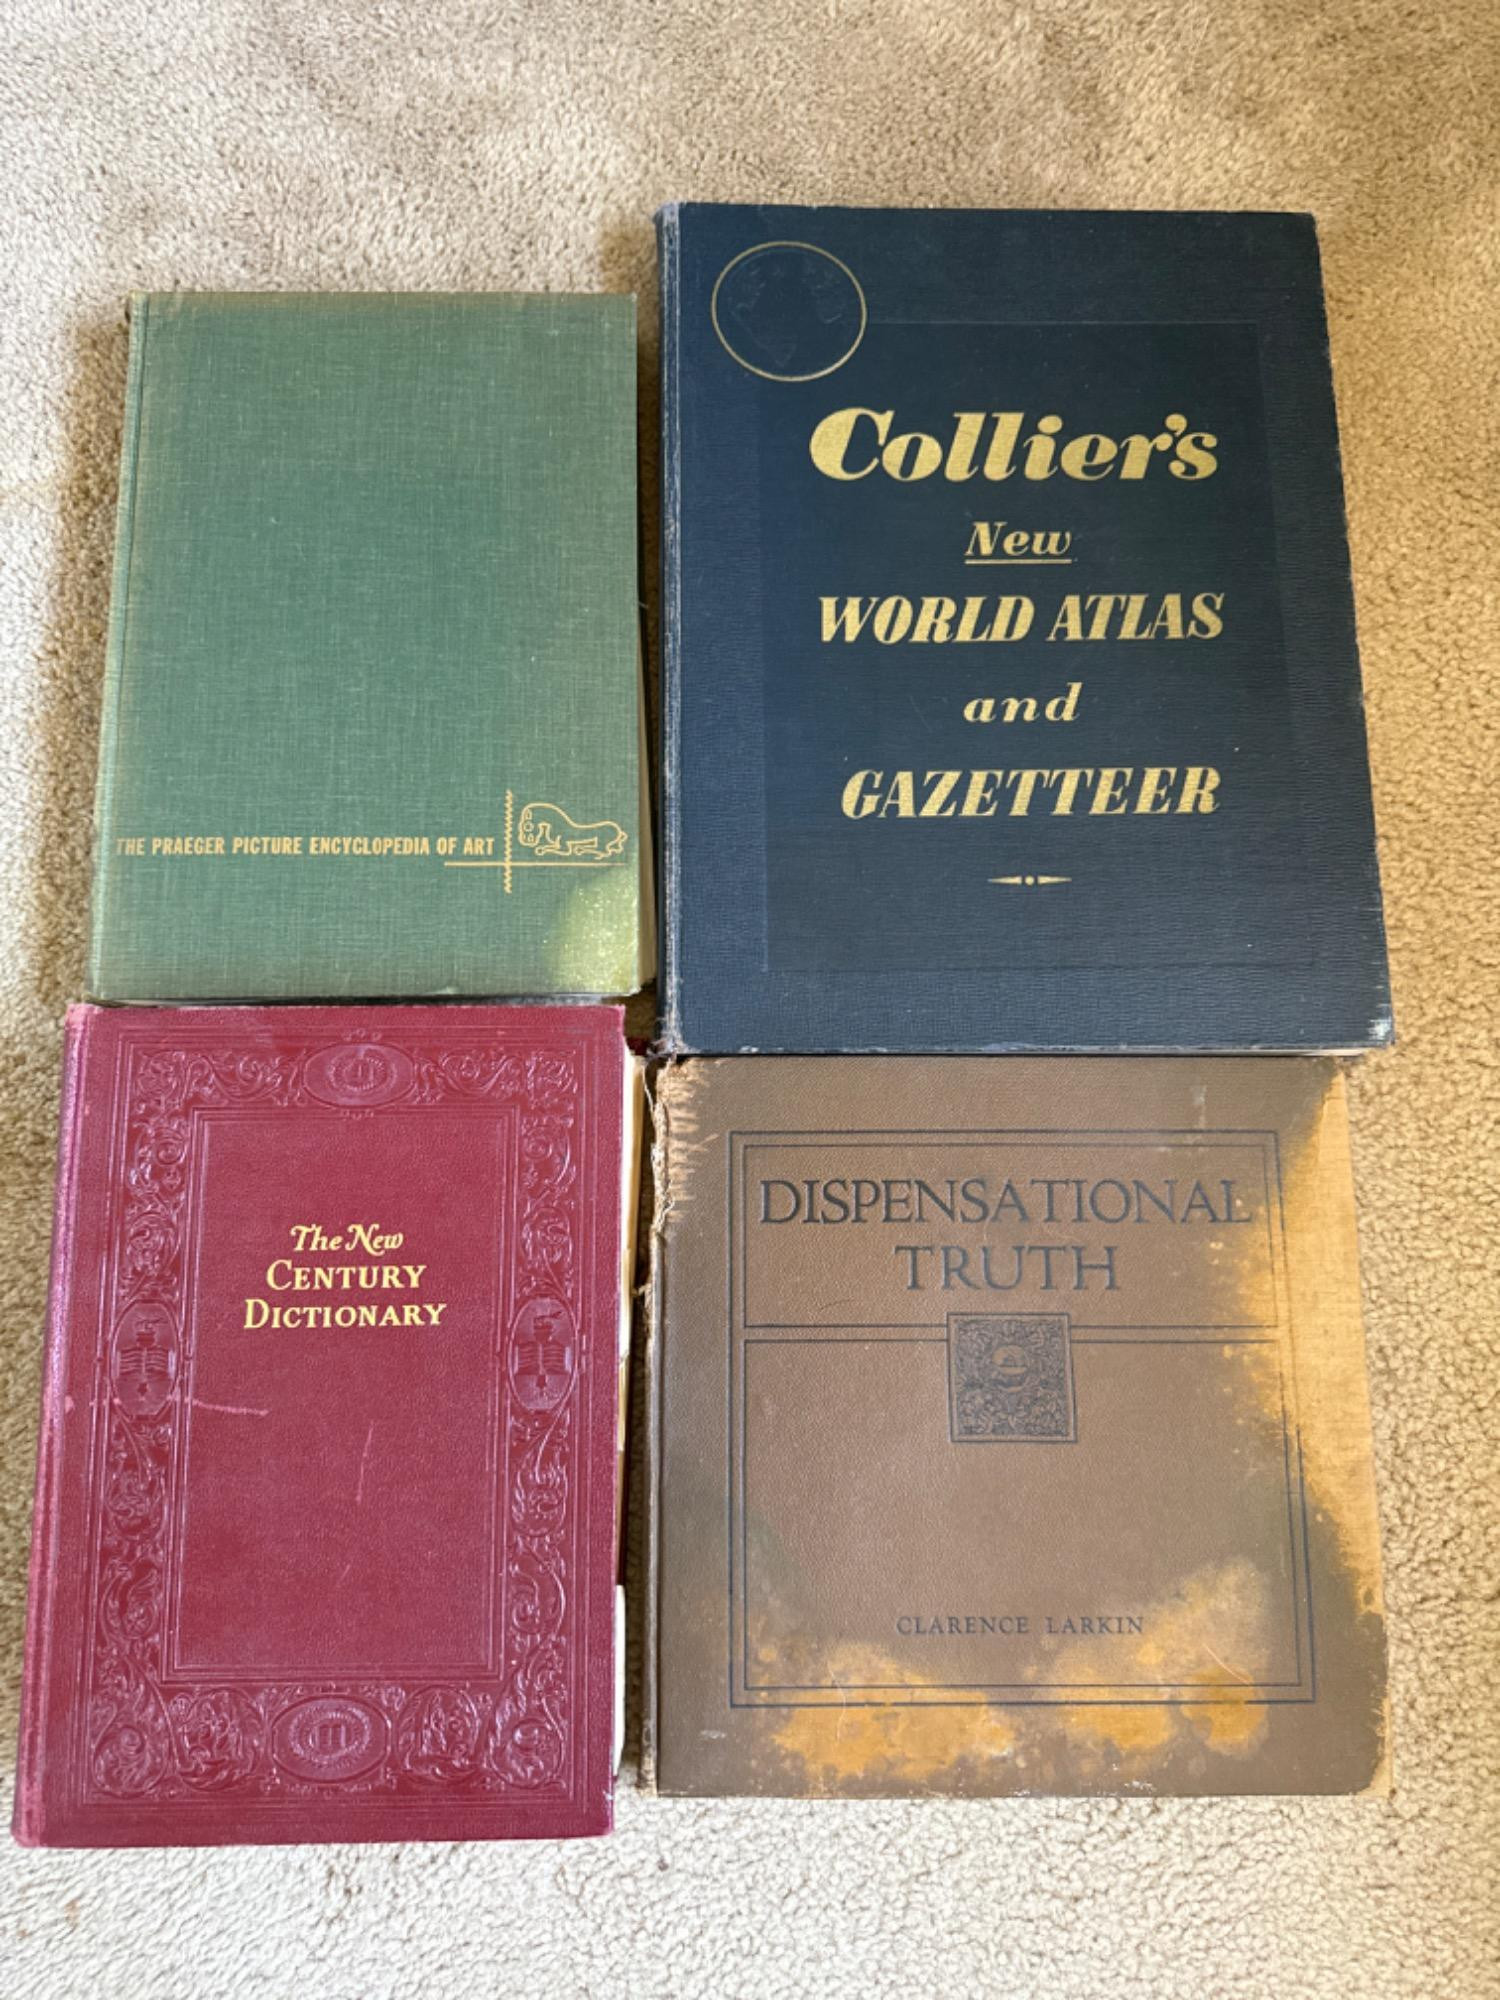 THE PRAEGER PICTURE ENCYCLOPEDIA OF ART
Collier's
New
WORLD ATLAS
and
GAZETTEER
The New
CENTURY
DICTIONARY
DISPENSATIONAL
TRUTH
CLARENCE LARKIN